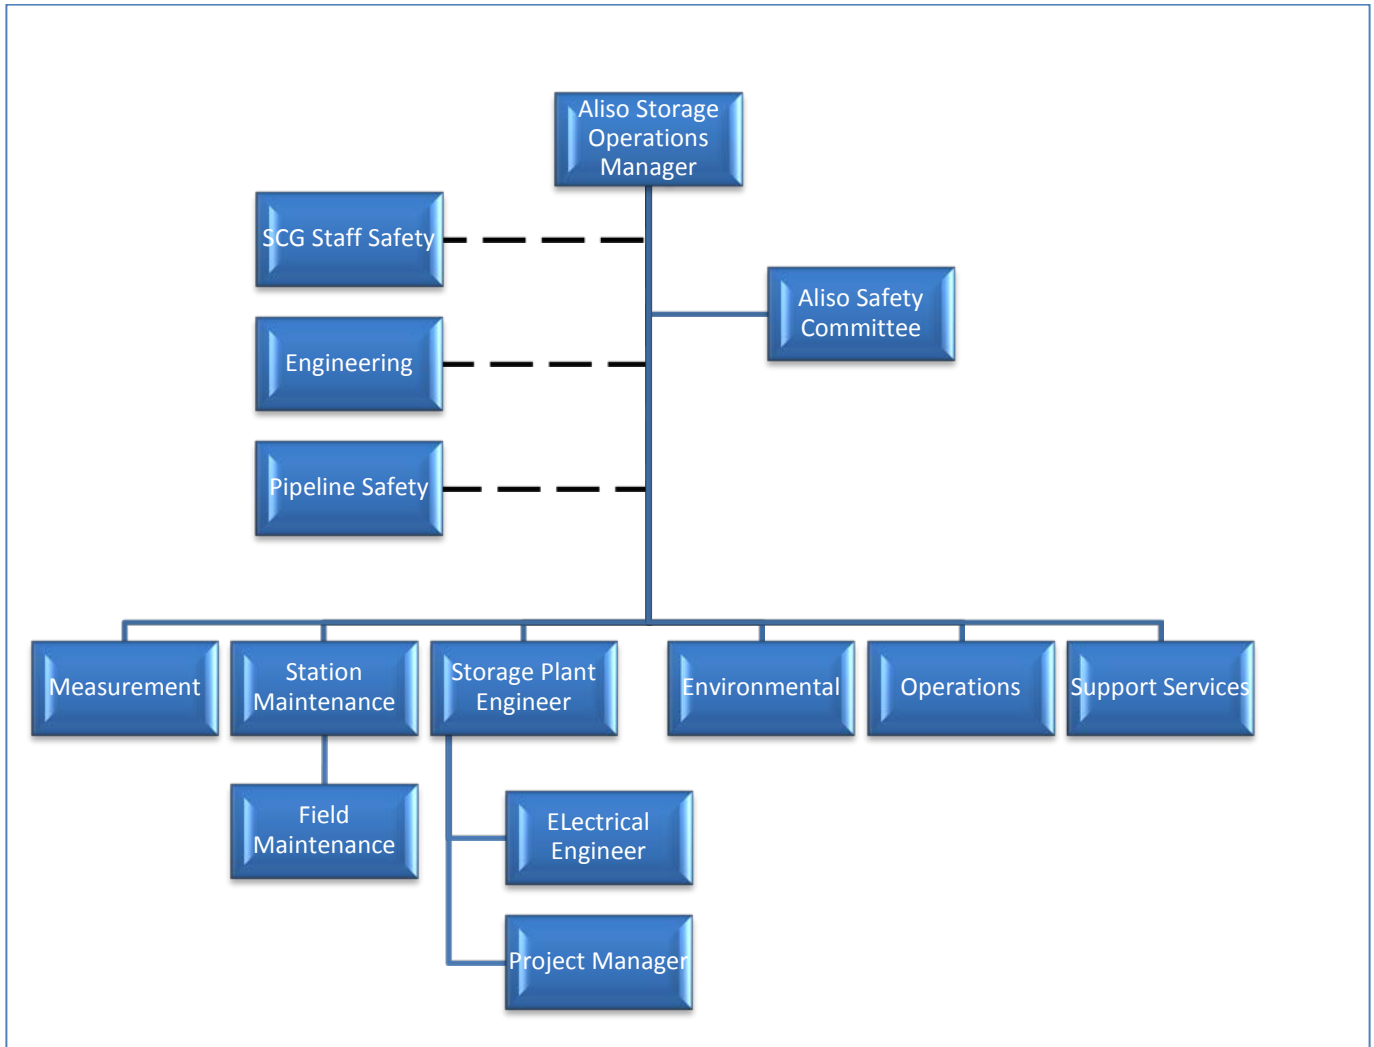 Aliso Storage
Operations
Manager
SCG Staff Safety
Aliso Safety
Committee
Engineering
Pipeline Safety
Measurement
Station
Maintenance
Storage Plant
Engineer
Environmental
Operations
Support Services
Field
Maintenance
ELectrical
Engineer
Project Manager